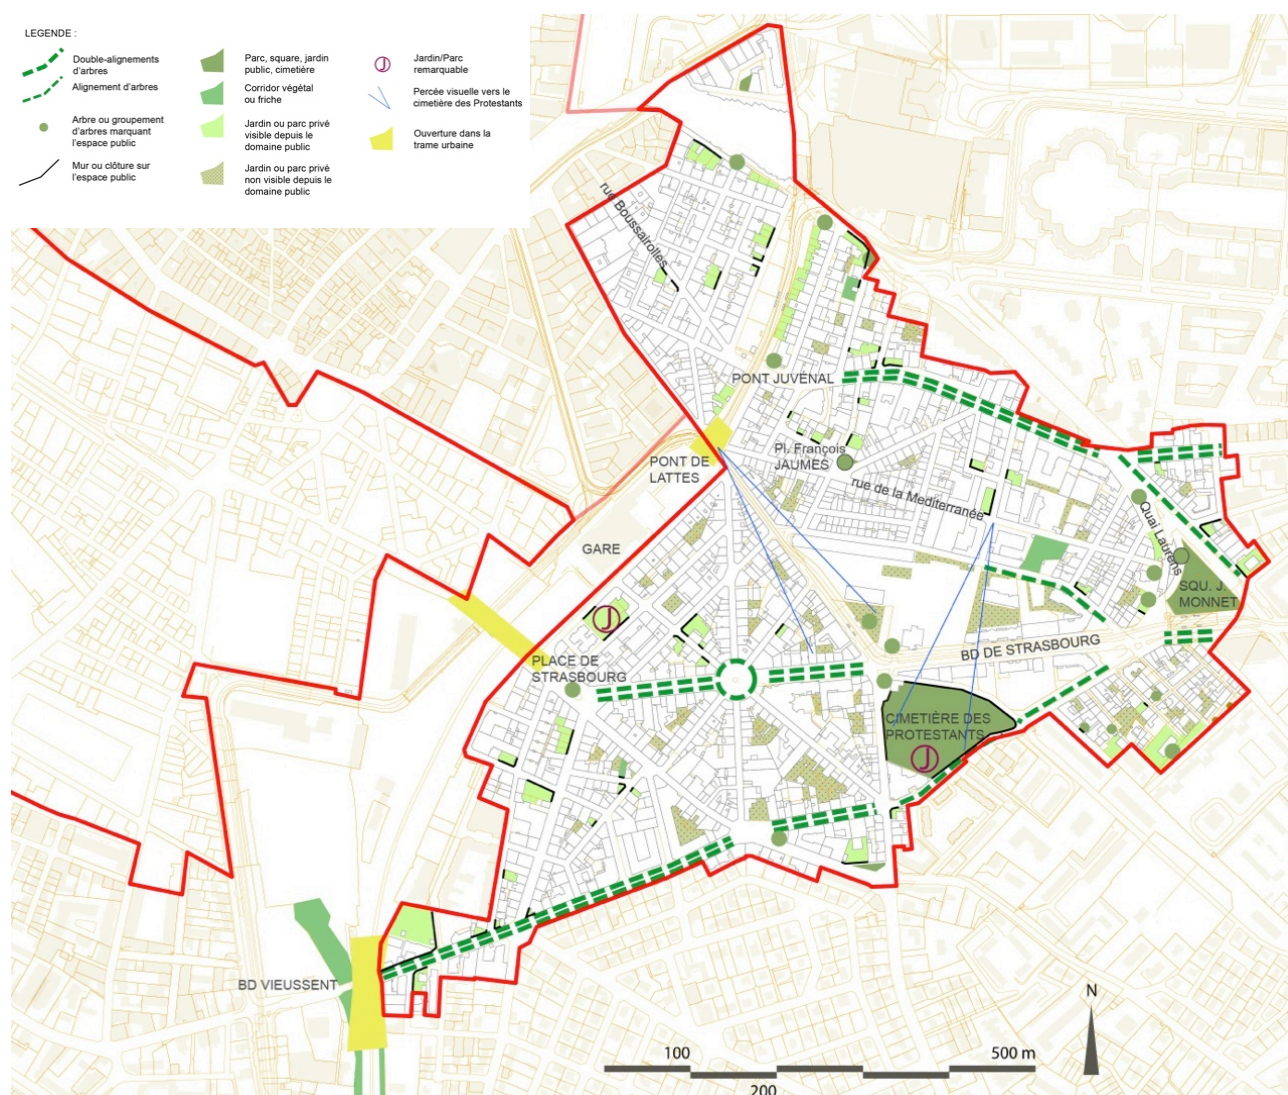 LEGENDE :
Double-alignements
d'arbres
Alignement d'arbres
Arbre ou groupement
d'arbres marquant
l'espace public
Mur ou clôture sur
l'espace public
Parc, square, jardin
public, cimetière
Corridor végétal
ou friche
Jardin ou parc privé
visible depuis le
domaine public
Jardin ou parc privé
non visible depuis le
domaine public
J
Jardin/Parc
remarquable
Percée visuelle vers le
cimetière des Protestants
Ouverture dans la
trame urbaine
rue Boussairolles
PONT JUVÉNAL
PONT DE
LATTES
Pl. François
JAUMES
rue de la Mediterranée
Quai Laurens
GARE
SQU. J.
MONNET
J
PLACE DE
STRASBOURG
BD DE STRASBOURG
CIMETIÈRE DES
PROTESTANTS
J
BD VIEUSSENT
N
100
500 m
200